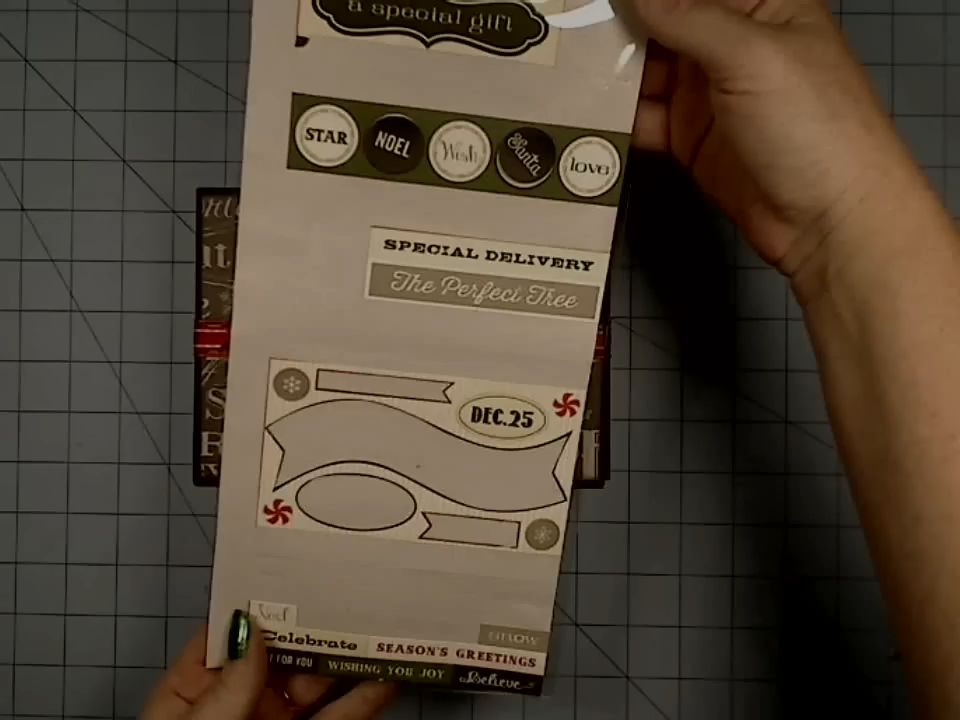 a special gift
STAR NOEL Wish Santa love
SPECIAL DELIVERY
The Perfect Tree
DEC.25
Noel
Celebrate SEASON'S GREETINGS
FOR YOU WISHING YOU JOY believe